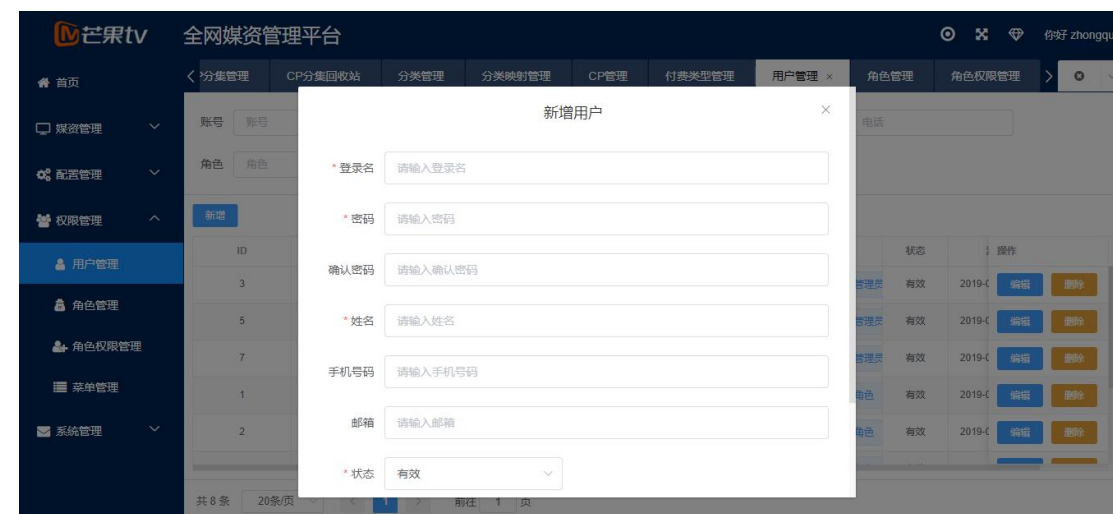 芒果tv 全网媒资管理平台 你好 zhongqu
首页 分集管理 CP分集回收站 分类管理 分类映射管理 CP管理 付费类型管理 用户管理 × 角色管理 角色权限管理
新增用户 ×
媒资管理 账号 账号 电话
配置管理 角色 角色 * 登录名 请输入登录名
权限管理 新增 * 密码 请输入密码
用户管理 ID 状态 操作
确认密码 请输入确认密码
3 管理员 有效 2019-0 编辑 删除
角色管理
5 * 姓名 请输入姓名 管理员 有效 2019-0 编辑 删除
角色权限管理
7 管理员 有效 2019-0 编辑 删除
手机号码 请输入手机号码
菜单管理 1 角色 有效 2019-0 编辑 删除
系统管理 2 邮箱 请输入邮箱 角色 有效 2019-0 编辑 删除
* 状态 有效
共 8 条 20条/页 1 前往 1 页